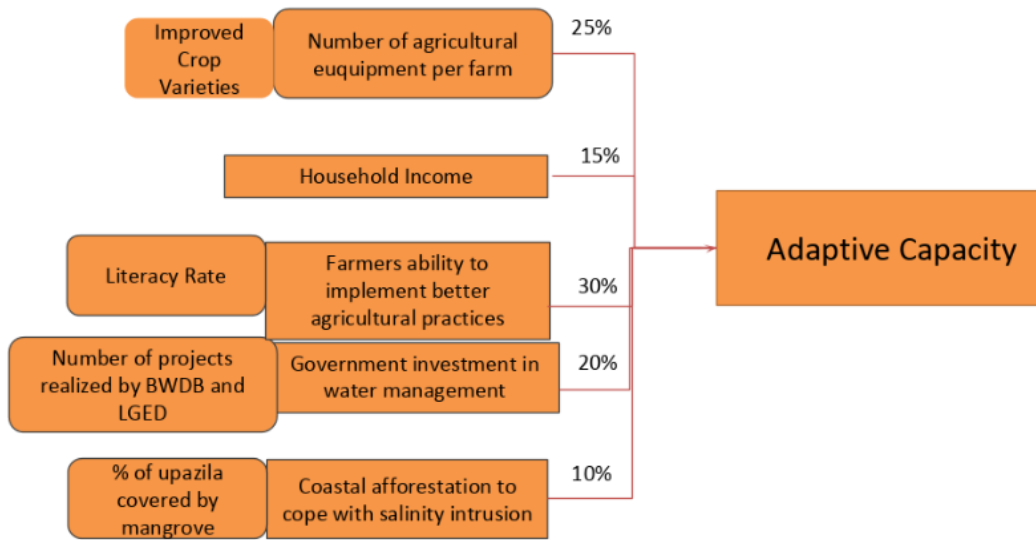 Improved
Crop
Varieties
Number of agricultural
euquipment per farm
25%
Household Income
15%
Literacy Rate
Farmers ability to
implement better
agricultural practices
30%
Number of projects
realized by BWDB and
LGED
Government investment in
water management
20%
% of upazila
covered by
mangrove
Coastal afforestation to
cope with salinity intrusion
10%
Adaptive Capacity